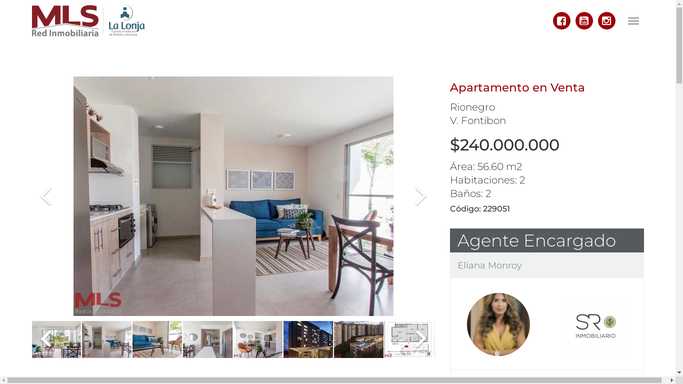 MLS
Red Inmobiliaria
La Lonja
Apartamento en Venta
Rionegro
V. Fontibon
$240.000.000
Área: 56.60 m2
Habitaciones: 2
Baños: 2
Código: 229051
MLS
Agente Encargado
Eliana Monroy
SR
INMOBILIARIO